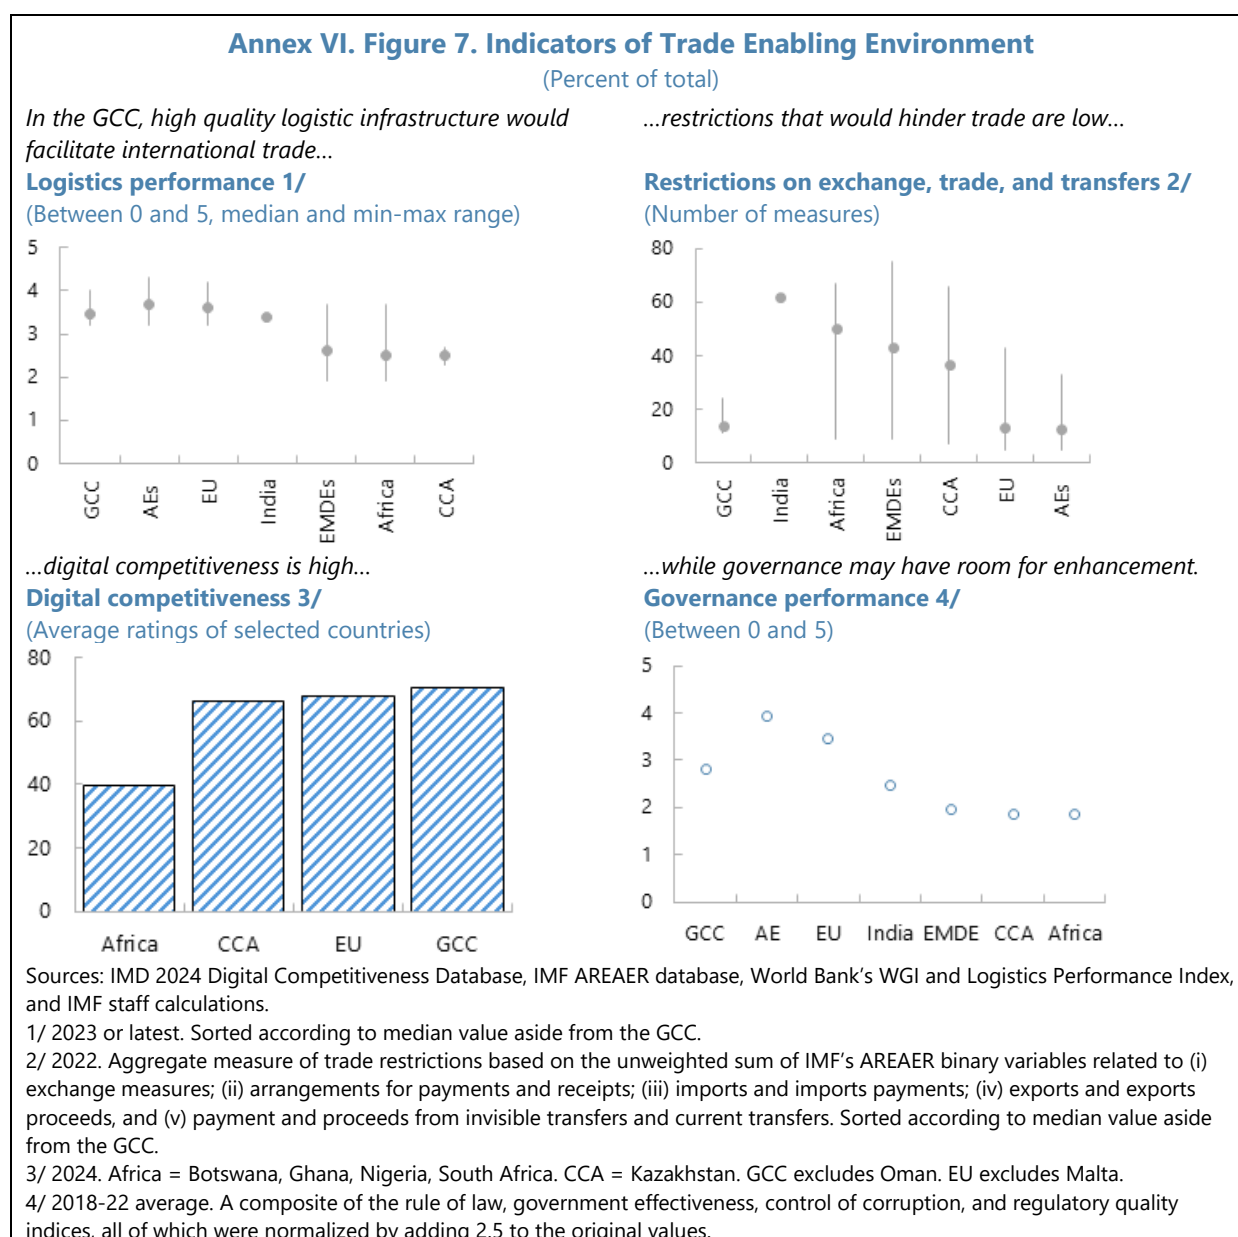 Annex VI. Figure 7. Indicators of Trade Enabling Environment
(Percent of total)
In the GCC, high quality logistic infrastructure would
facilitate international trade…
Logistics performance 1/
(Between 0 and 5, median and min-max range)
5
4
3
2
1
0
GCC
AEs
EU
India
EMDEs
Africa
CCA
…restrictions that would hinder trade are low…
Restrictions on exchange, trade, and transfers 2/
(Number of measures)
80
60
40
20
0
GCC
India
Africa
EMDEs
CCA
EU
AEs
…digital competitiveness is high…
Digital competitiveness 3/
(Average ratings of selected countries)
80
60
40
20
0
Africa CCA EU GCC
…while governance may have room for enhancement.
Governance performance 4/
(Between 0 and 5)
5
4
3
2
1
0
GCC AE EU India EMDE CCA Africa
Sources: IMD 2024 Digital Competitiveness Database, IMF AREAER database, World Bank’s WGI and Logistics Performance Index,
and IMF staff calculations.
1/ 2023 or latest. Sorted according to median value aside from the GCC.
2/ 2022. Aggregate measure of trade restrictions based on the unweighted sum of IMF’s AREAER binary variables related to (i)
exchange measures; (ii) arrangements for payments and receipts; (iii) imports and imports payments; (iv) exports and exports
proceeds, and (v) payment and proceeds from invisible transfers and current transfers. Sorted according to median value aside
from the GCC.
3/ 2024. Africa = Botswana, Ghana, Nigeria, South Africa. CCA = Kazakhstan. GCC excludes Oman. EU excludes Malta.
4/ 2018-22 average. A composite of the rule of law, government effectiveness, control of corruption, and regulatory quality
indices, all of which were normalized by adding 2.5 to the original values.